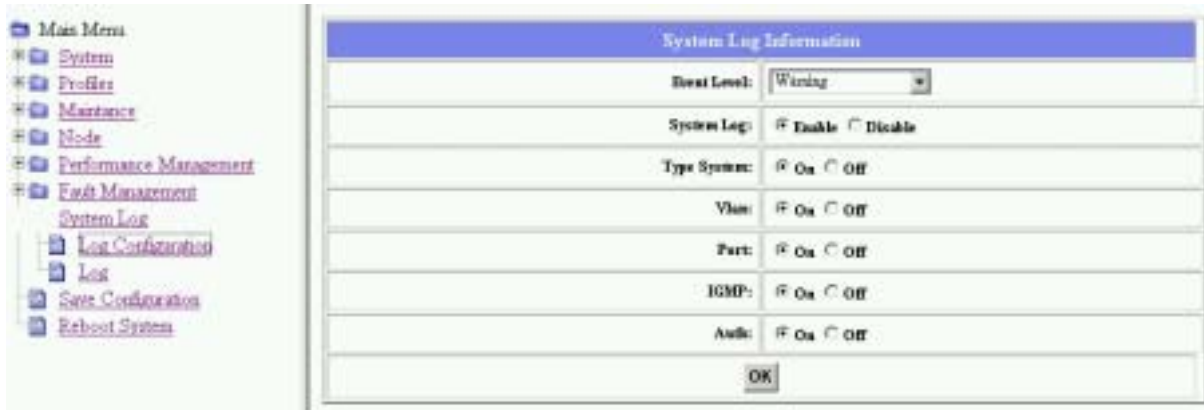 Main Menu
System
Profiles
Maintance
Node
Performance Management
Fault Management
System Log
Log Configuration
Log
Save Configuration
Reboot System
System Log Information
Event Level: Warning
System Log: Enable Disable
Type System: On Off
Vlan: On Off
Port: On Off
IGMP: On Off
Auth: On Off
OK